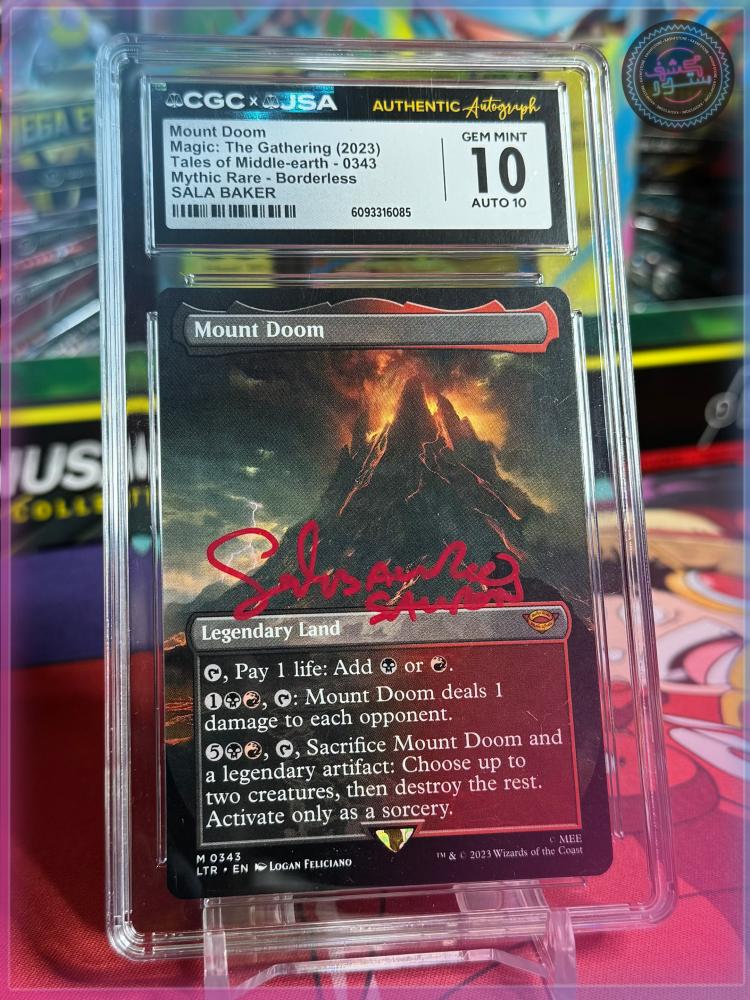 گشف
ستور
CGC × JSA AUTHENTIC Autograph
Mount Doom
Magic: The Gathering (2023)
Tales of Middle-earth - 0343
Mythic Rare - Borderless
SALA BAKER
6093316085
GEM MINT
10
AUTO 10
Mount Doom
SAURON
Legendary Land
, Pay 1 life: Add or .
1, : Mount Doom deals 1
damage to each opponent.
5, , Sacrifice Mount Doom and
a legendary artifact: Choose up to
two creatures, then destroy the rest.
Activate only as a sorcery.
M 0343
LTR • EN LOGAN FELICIANO
© MEE
™ & © 2023 Wizards of the Coast